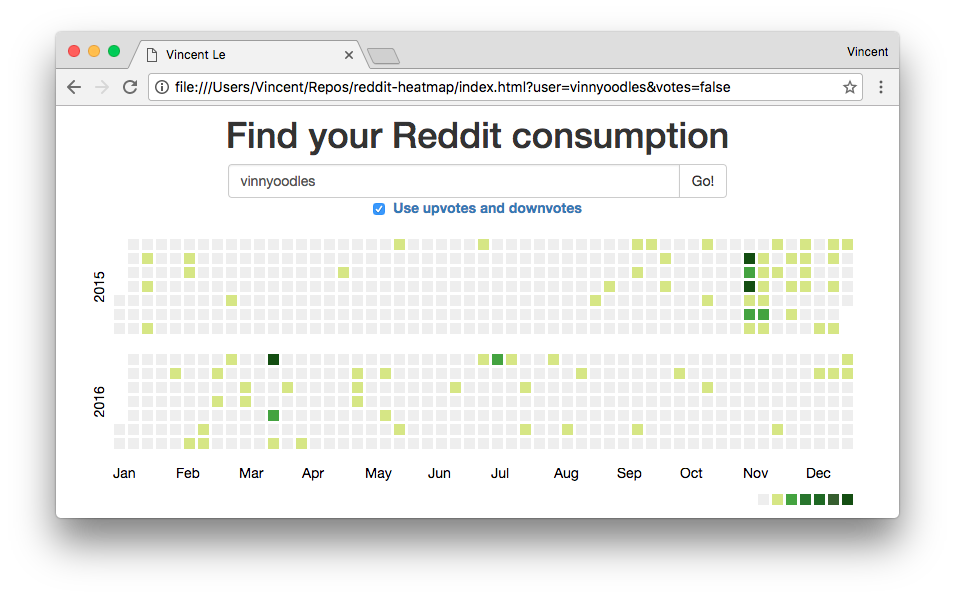 Vincent Le
Vincent
file:///Users/Vincent/Repos/reddit-heatmap/index.html?user=vinnyoodles&votes=false
Find your Reddit consumption
vinnyoodles Go!
Use upvotes and downvotes
2015
2016
Jan Feb Mar Apr May Jun Jul Aug Sep Oct Nov Dec